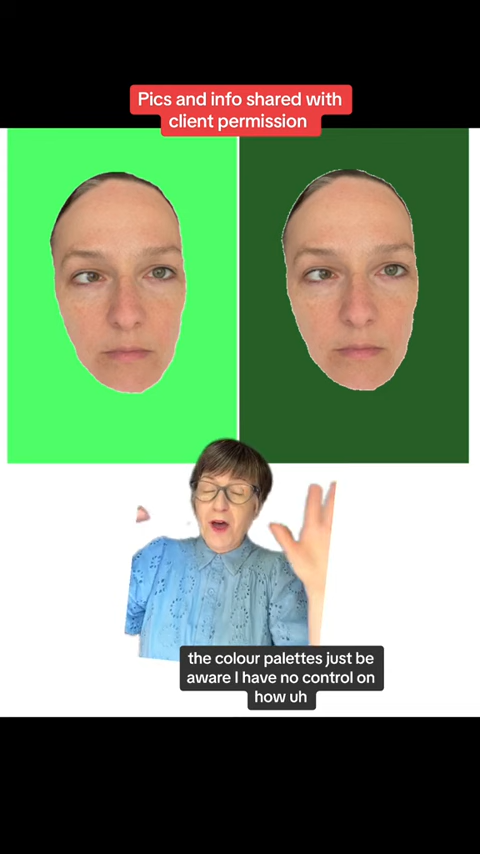 Pics and info shared with
client permission
the colour palettes just be
aware I have no control on
how uh